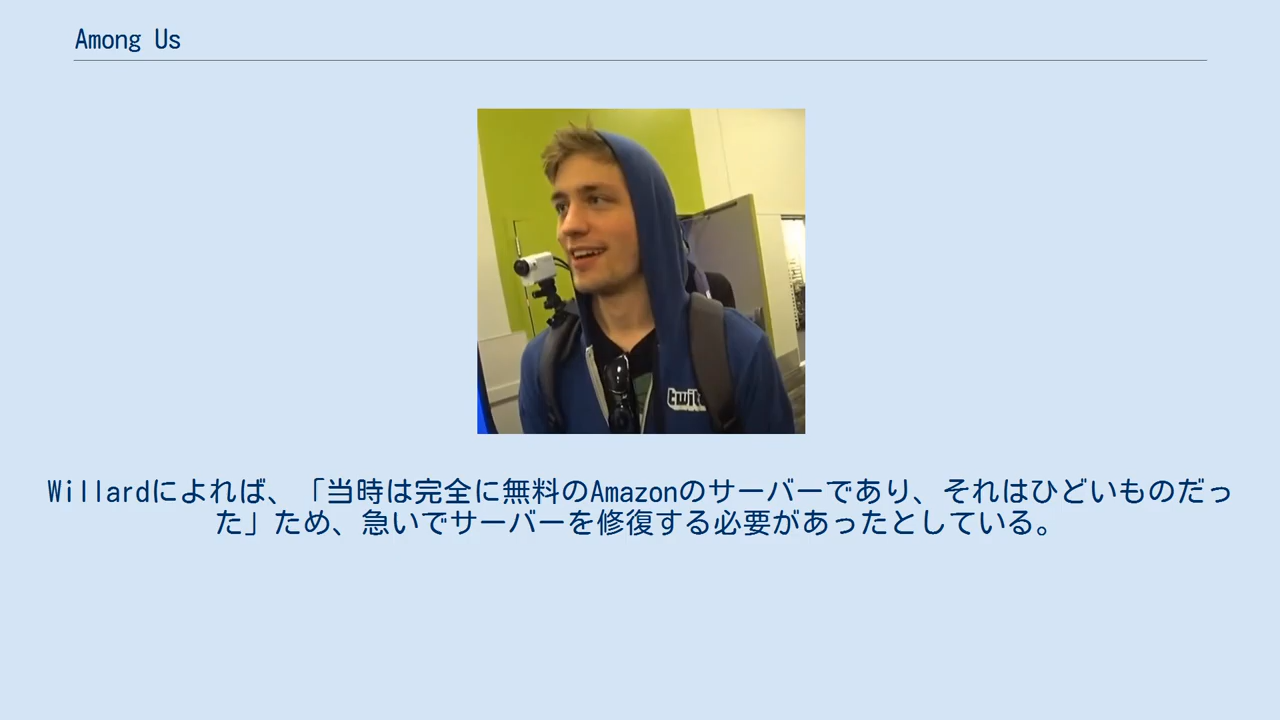 Among Us
twit
Willardによれば、「当時は完全に無料のAmazonのサーバーであり、それはひどいものだっ
た」ため、急いでサーバーを修復する必要があったとしている。